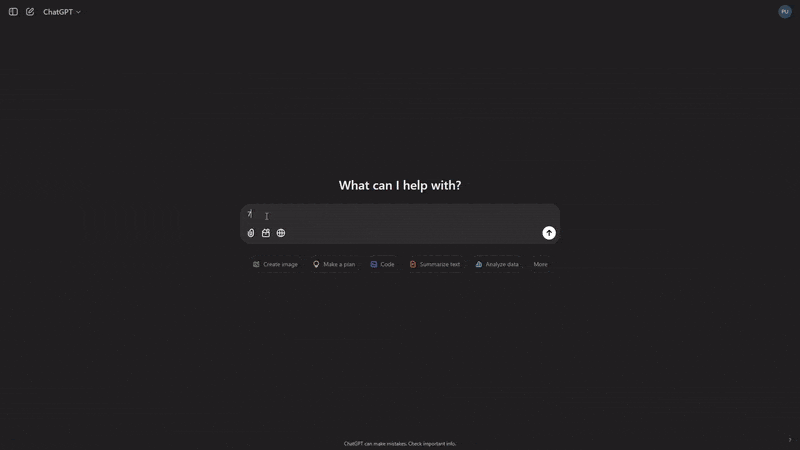 ChatGPT
PU
What can I help with?
7
Create image
Make a plan
Code
Summarize text
Analyze data
More
ChatGPT can make mistakes. Check important info.
?